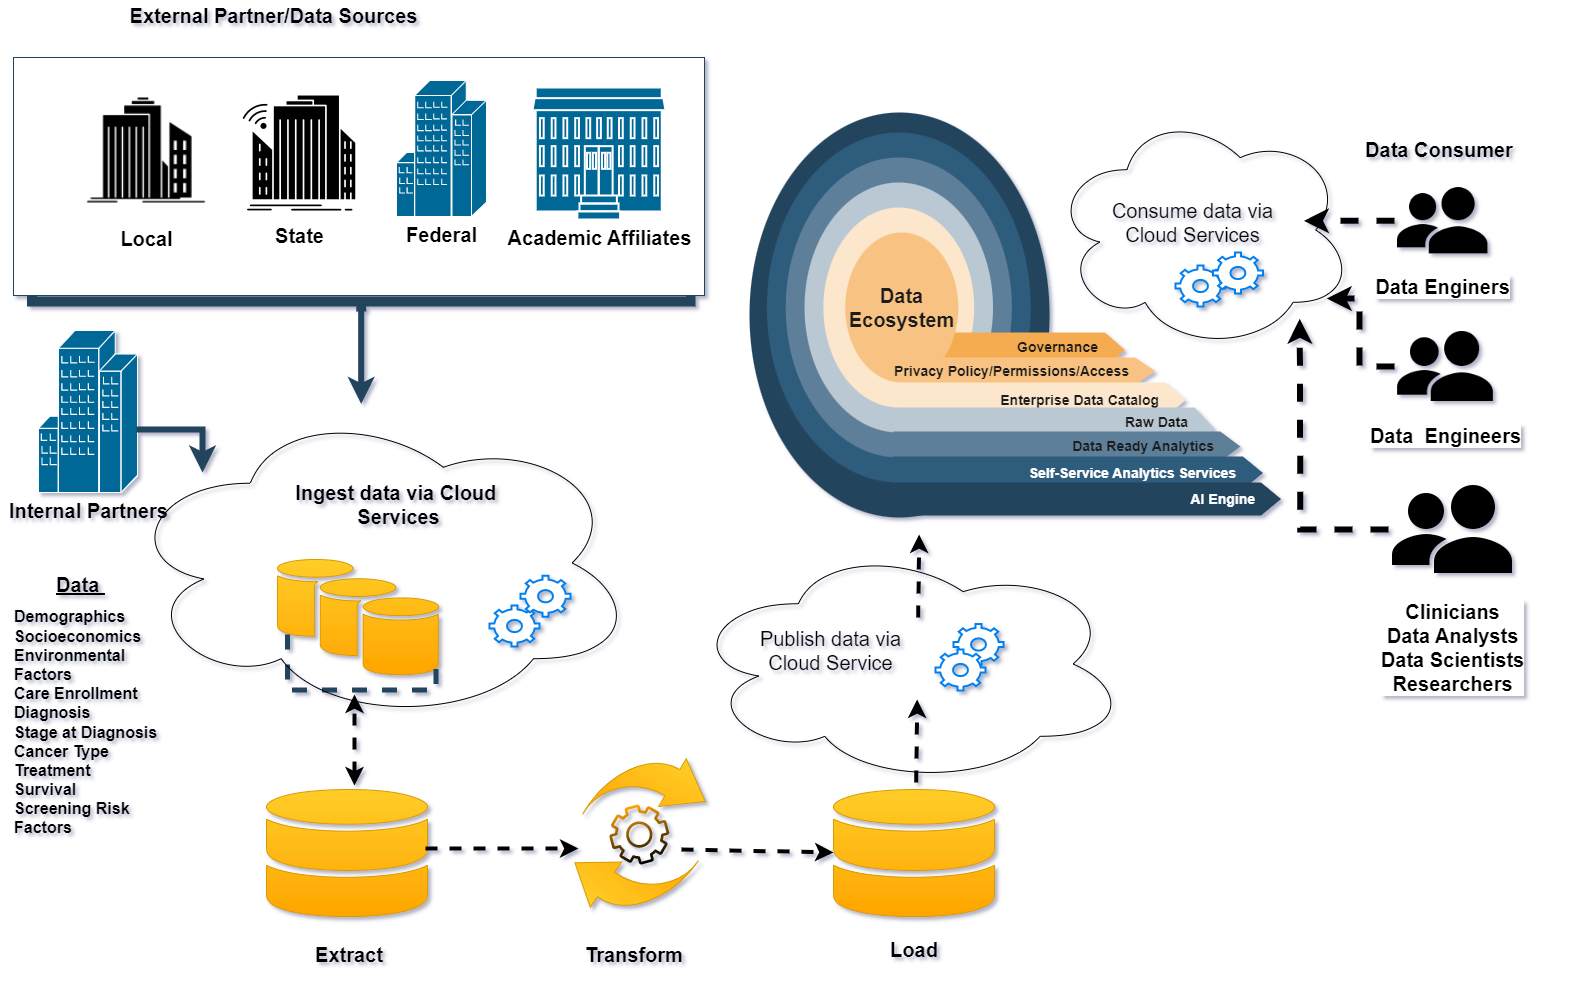 External Partner/Data Sources
Local
State
Federal
Academic Affiliates
Internal Partners
Data
Demographics
Socioeconomics
Environmental
Factors
Care Enrollment
Diagnosis
Stage at Diagnosis
Cancer Type
Treatment
Survival
Screening Risk
Factors
Ingest data via Cloud
Services
Extract
Transform
Load
Publish data via
Cloud Service
Data
Ecosystem
Governance
Privacy Policy/Permissions/Access
Enterprise Data Catalog
Raw Data
Data Ready Analytics
Self-Service Analytics Services
AI Engine
Consume data via
Cloud Services
Data Consumer
Data Enginers
Data Engineers
Clinicians
Data Analysts
Data Scientists
Researchers